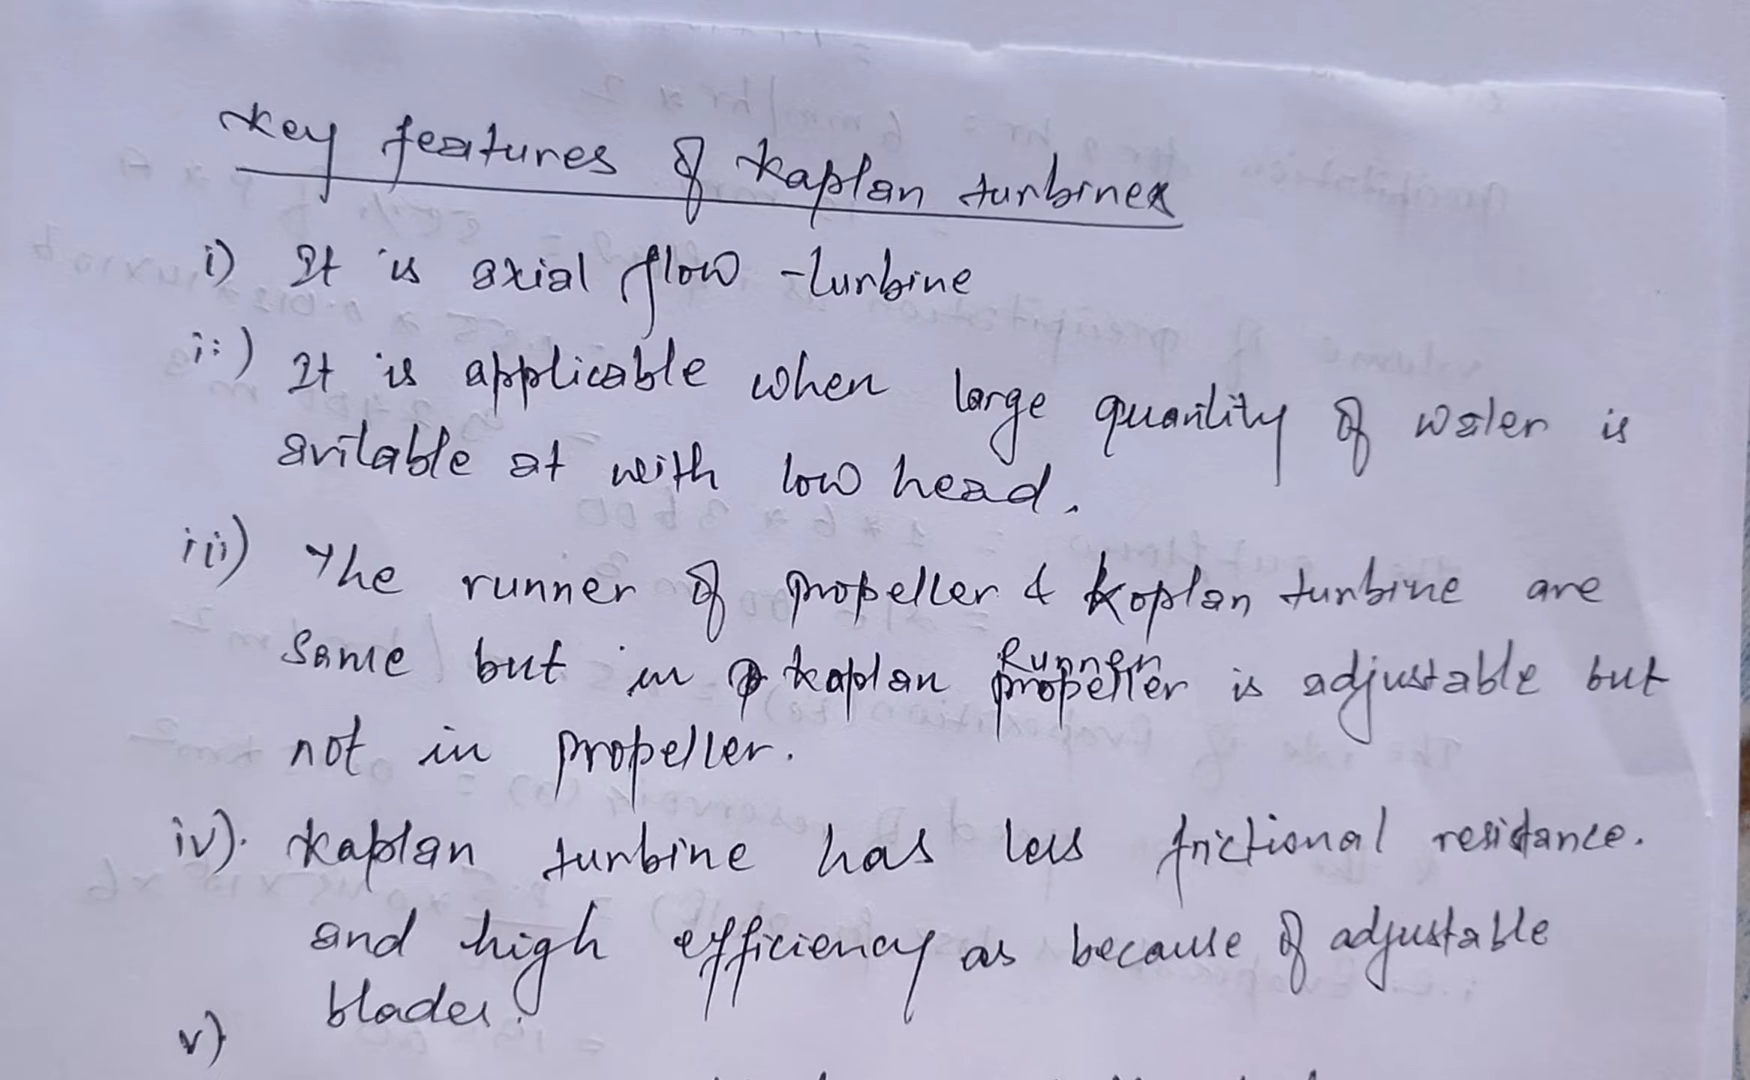 Key features of Kaplan turbine
i) It is axial flow turbine
ii) It is applicable when large quantity of water is
avilable at with low head.
iii) The runner of propeller & Kaplan turbine are
Runner
same but in Kaplan propeller is adjustable but
not in propeller.
iv). Kaplan turbine has less frictional resistance.
and high efficiency as because of adjustable
blades.
v)